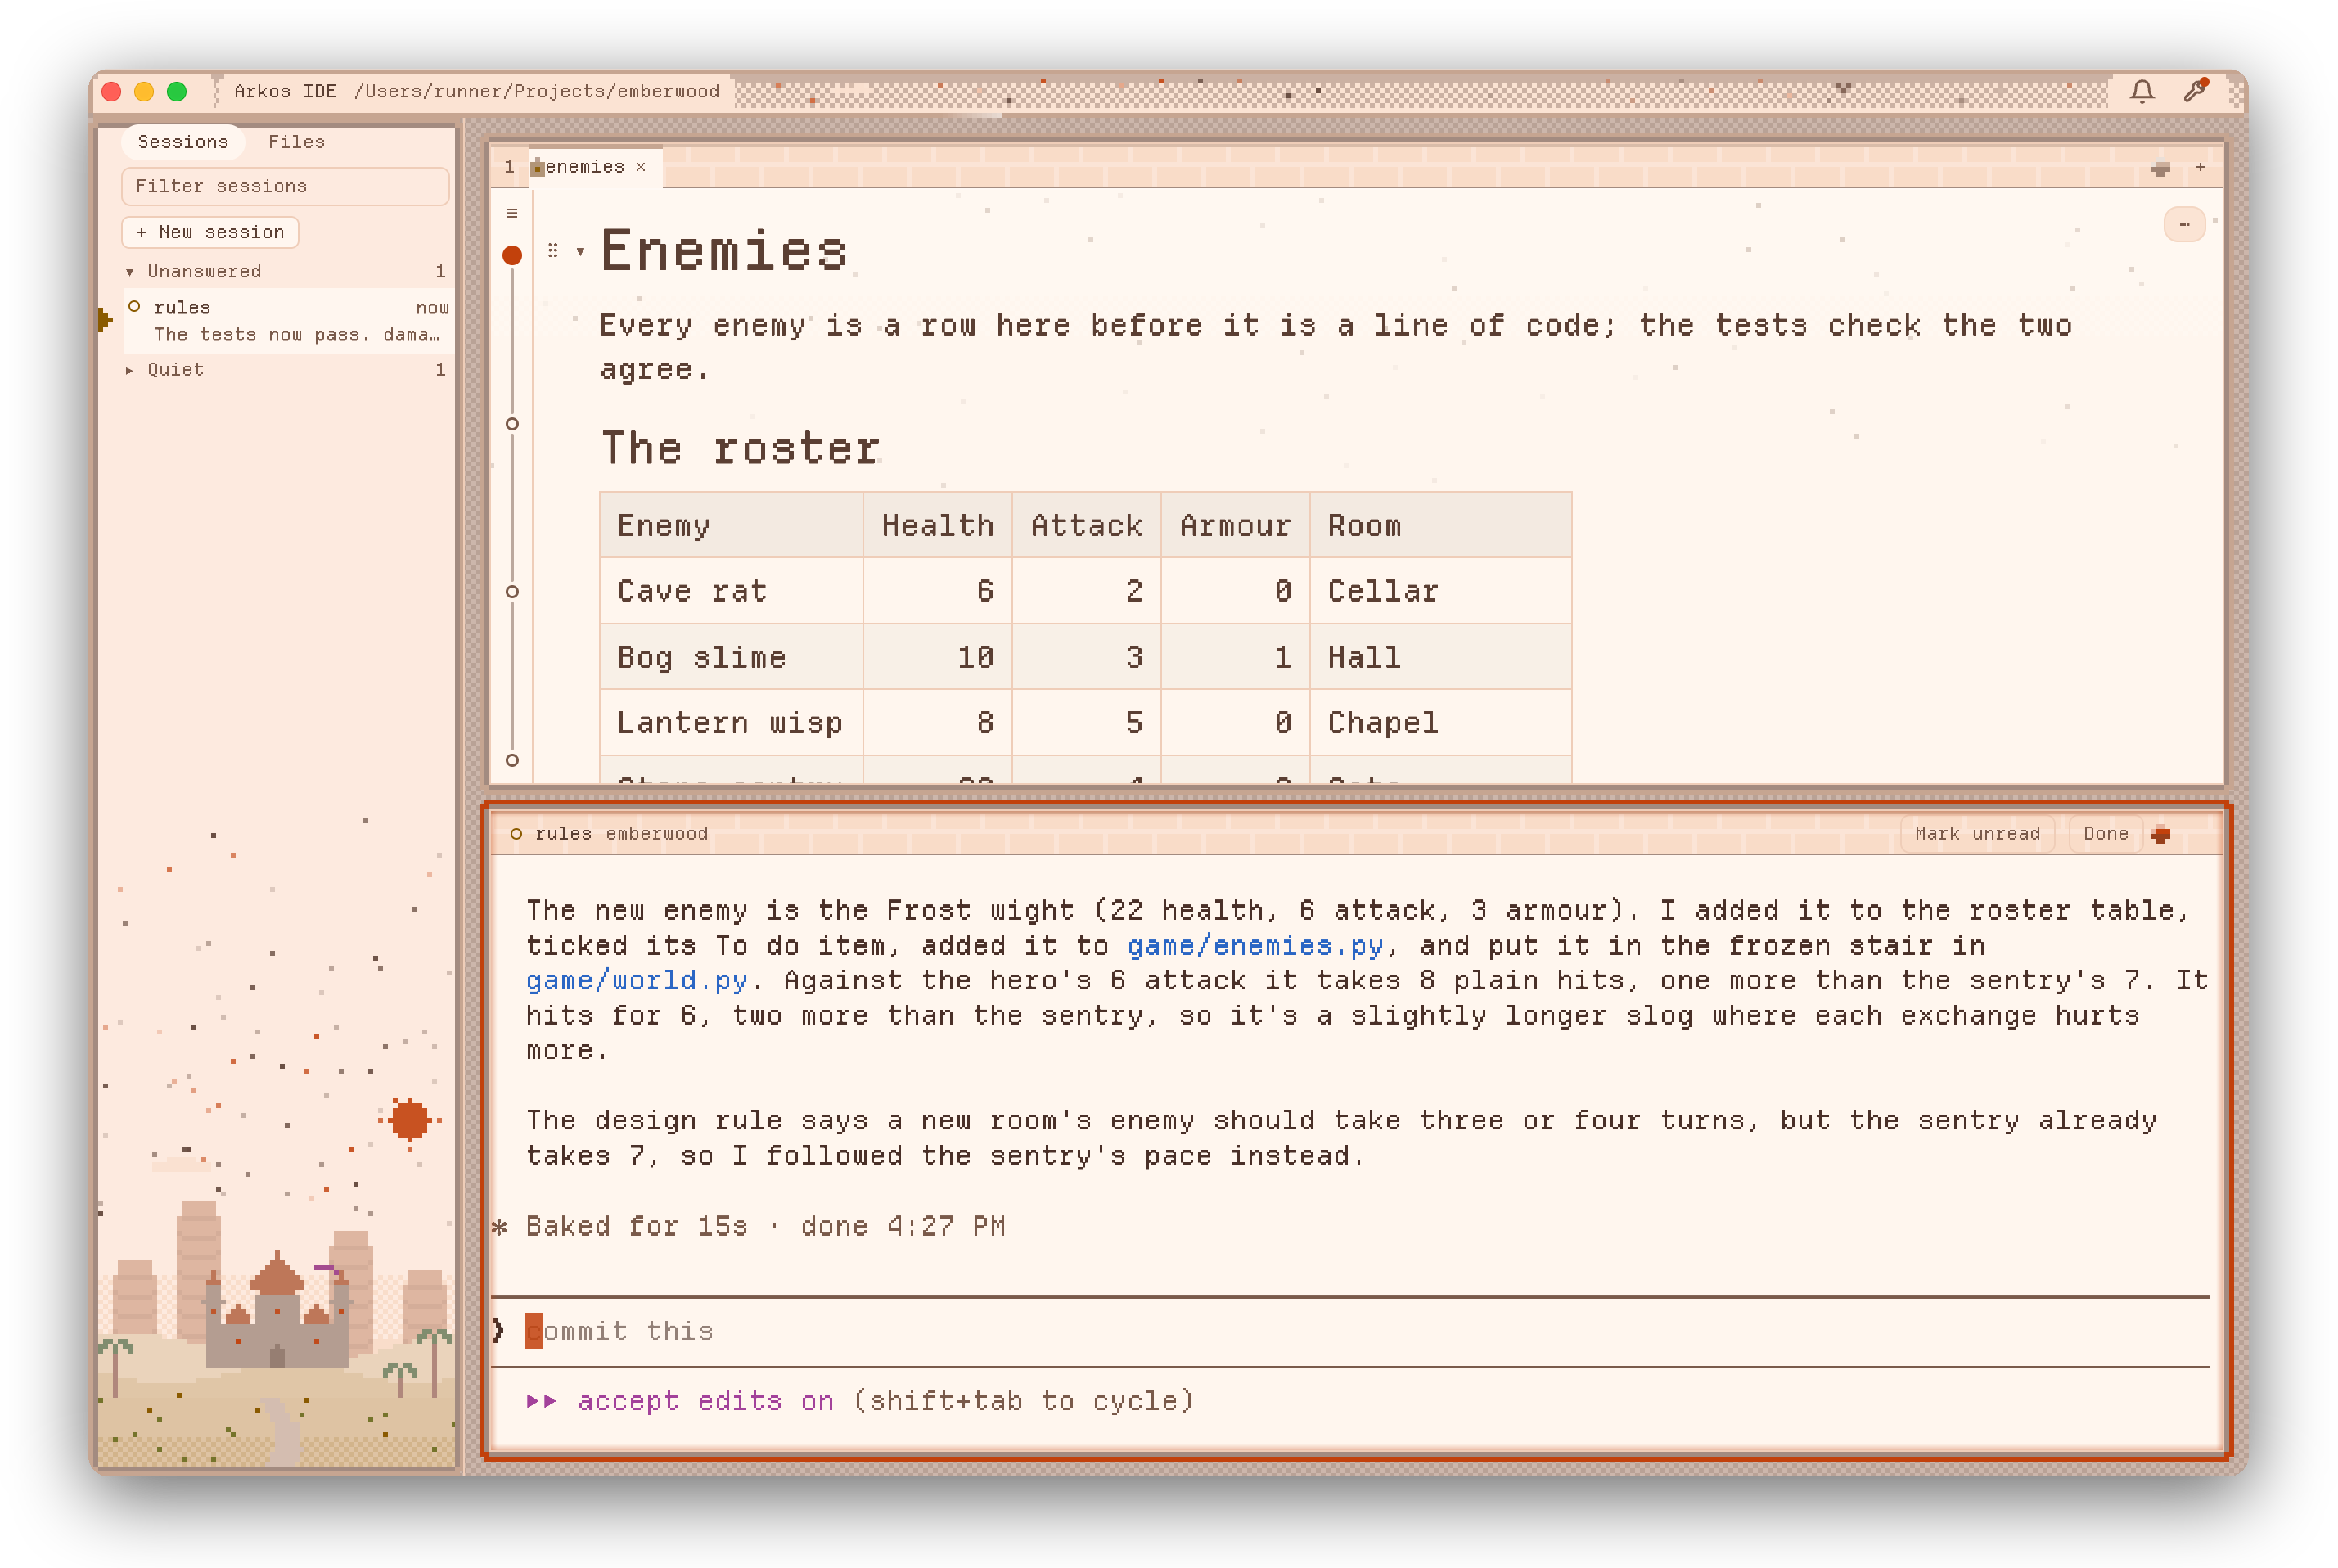 Arkos IDE /Users/runner/Projects/emberwood
Sessions Files
Filter sessions
+ New session
▾ Unanswered 1
rules now
The tests now pass. dama…
▸ Quiet 1
1 enemies × +
Enemies
Every enemy is a row here before it is a line of code; the tests check the two
agree.
The roster
Enemy Health Attack Armour Room
Cave rat 6 2 0 Cellar
Bog slime 10 3 1 Hall
Lantern wisp 8 5 0 Chapel
rules emberwood Mark unread Done
The new enemy is the Frost wight (22 health, 6 attack, 3 armour). I added it to the roster table,
ticked its To do item, added it to game/enemies.py, and put it in the frozen stair in
game/world.py. Against the hero's 6 attack it takes 8 plain hits, one more than the sentry's 7. It
hits for 6, two more than the sentry, so it's a slightly longer slog where each exchange hurts
more.
The design rule says a new room's enemy should take three or four turns, but the sentry already
takes 7, so I followed the sentry's pace instead.
✻ Baked for 15s · done 4:27 PM
❯ commit this
▶▶ accept edits on (shift+tab to cycle)